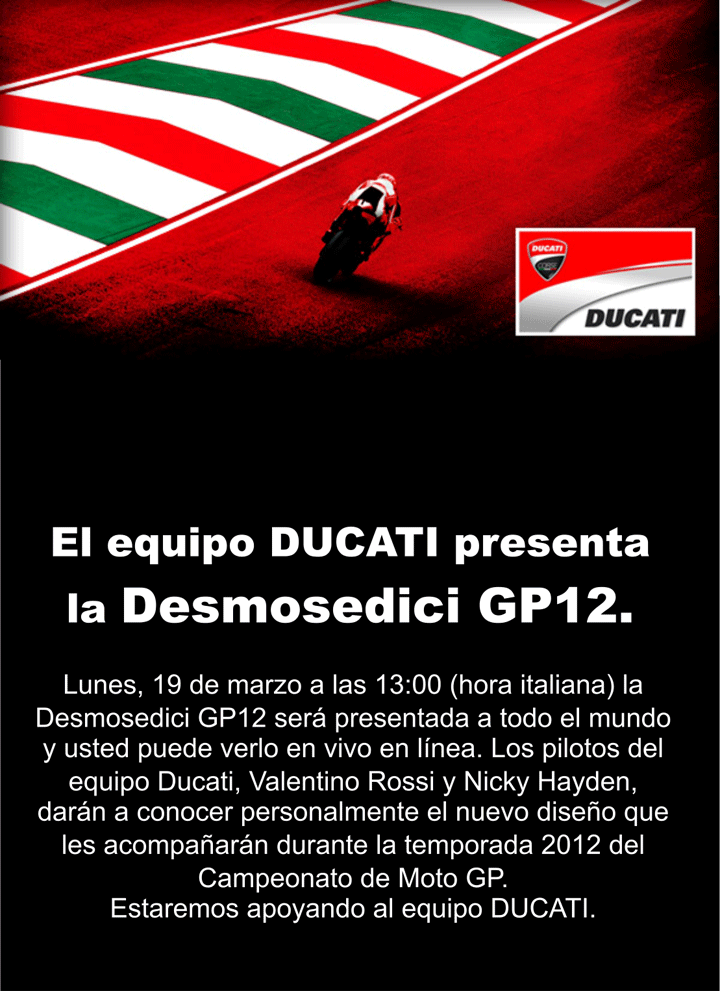 DUCATI
DUCATI
El equipo DUCATI presenta
la Desmosedici GP12.
Lunes, 19 de marzo a las 13:00 (hora italiana) la
Desmosedici GP12 será presentada a todo el mundo
y usted puede verlo en vivo en línea. Los pilotos del
equipo Ducati, Valentino Rossi y Nicky Hayden,
darán a conocer personalmente el nuevo diseño que
les acompañarán durante la temporada 2012 del
Campeonato de Moto GP.
Estaremos apoyando al equipo DUCATI.